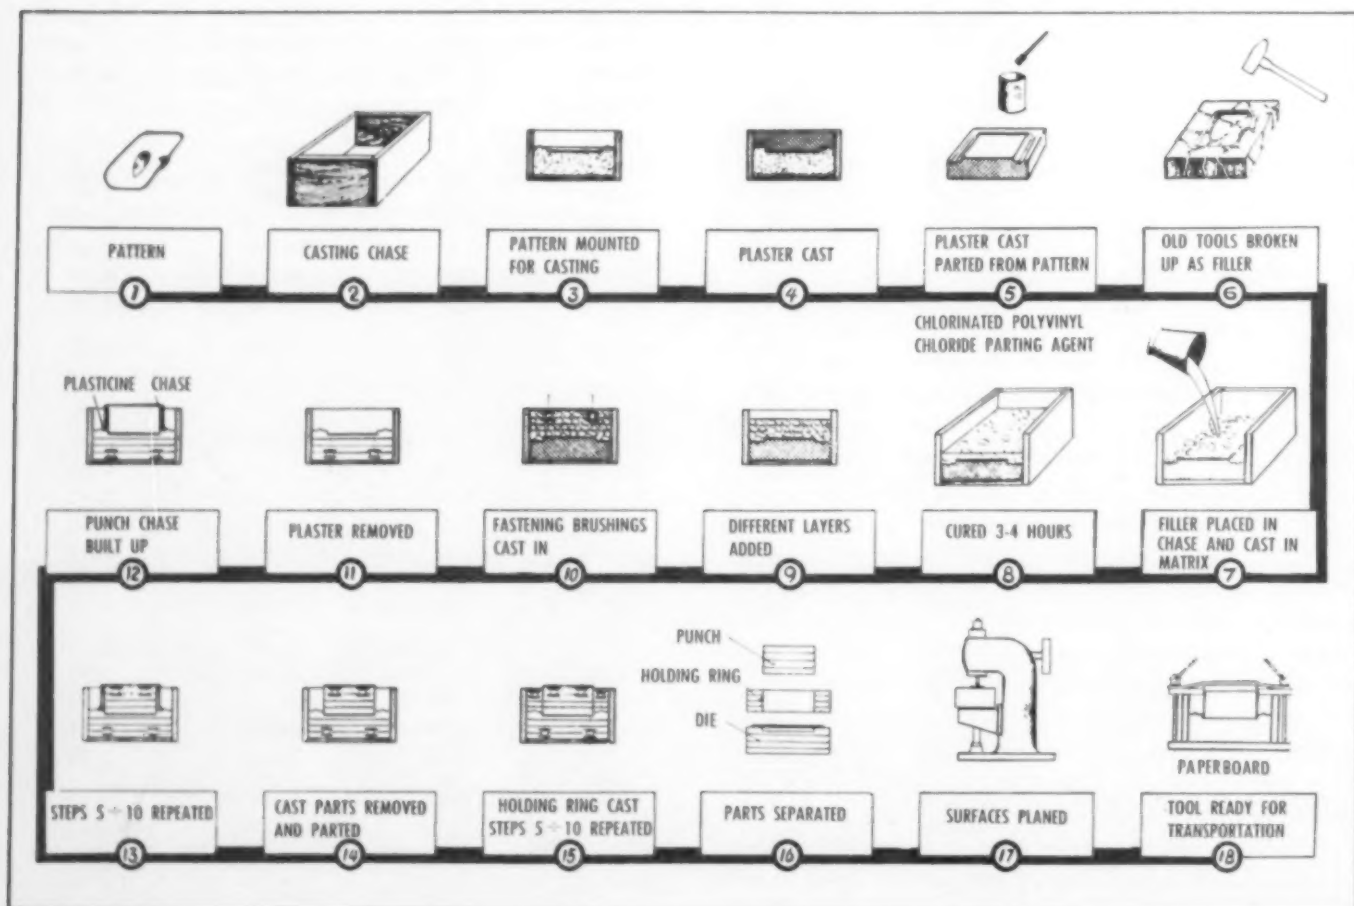 PATTERN
1
CASTING CHASE
2
PATTERN MOUNTED
FOR CASTING
3
PLASTER CAST
4
PLASTER CAST
PARTED FROM PATTERN
5
OLD TOOLS BROKEN
UP AS FILLER
6
CHLORINATED POLYVINYL
CHLORIDE PARTING AGENT
FILLER PLACED IN
CHASE AND CAST IN
MATRIX
7
CURED 3-4 HOURS
8
DIFFERENT LAYERS
ADDED
9
FASTENING BRUSHINGS
CAST IN
10
PLASTER REMOVED
11
PLASTICINE CHASE
PUNCH CHASE
BUILT UP
12
STEPS 5÷10 REPEATED
13
CAST PARTS REMOVED
AND PARTED
14
HOLDING RING CAST
STEPS 5÷10 REPEATED
15
PUNCH
HOLDING RING
DIE
PARTS SEPARATED
16
SURFACES PLANED
17
PAPERBOARD
TOOL READY FOR
TRANSPORTATION
18